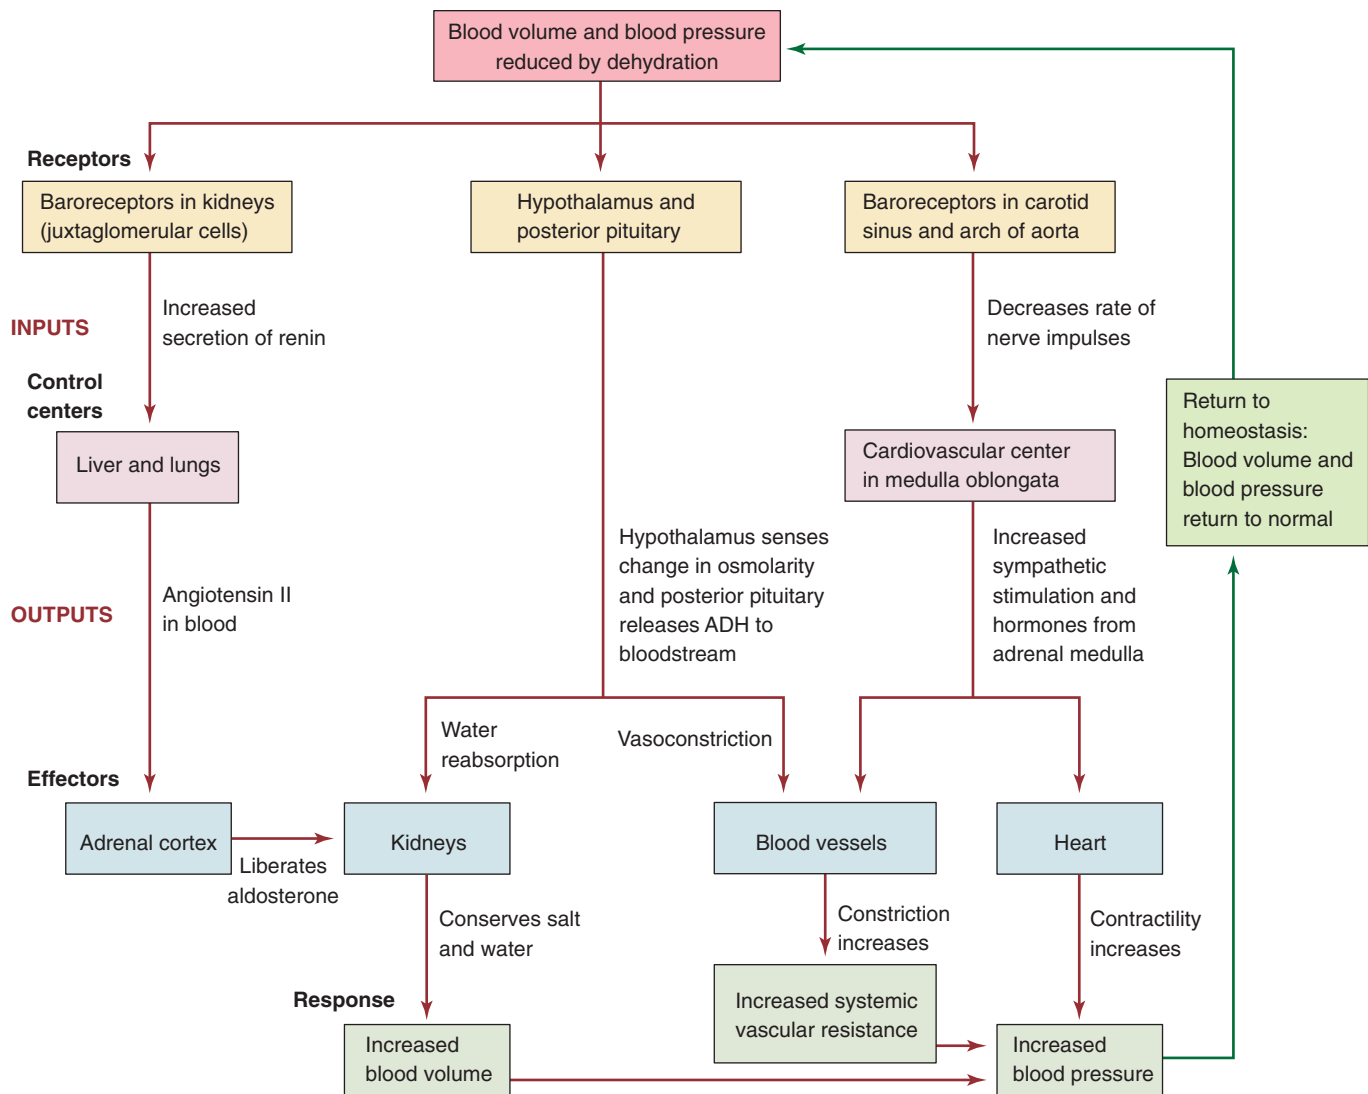 Blood volume and blood pressure
reduced by dehydration
Receptors
Baroreceptors in kidneys
(juxtaglomerular cells)
Hypothalamus and
posterior pituitary
Baroreceptors in carotid
sinus and arch of aorta
INPUTS
Increased
secretion of renin
Decreases rate of
nerve impulses
Control
centers
Liver and lungs
Cardiovascular center
in medulla oblongata
Return to
homeostasis:
Blood volume and
blood pressure
return to normal
OUTPUTS
Angiotensin II
in blood
Hypothalamus senses
change in osmolarity
and posterior pituitary
releases ADH to
bloodstream
Increased
sympathetic
stimulation and
hormones from
adrenal medulla
Water
reabsorption
Vasoconstriction
Effectors
Adrenal cortex
Liberates
aldosterone
Kidneys
Blood vessels
Heart
Conserves salt
and water
Constriction
increases
Contractility
increases
Response
Increased
blood volume
Increased systemic
vascular resistance
Increased
blood pressure